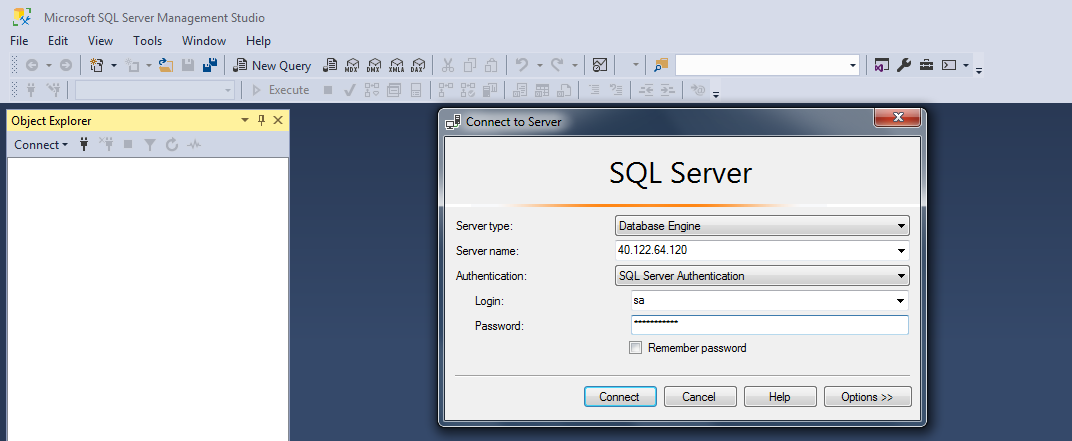 Microsoft SQL Server Management Studio
File Edit View Tools Window Help
New Query MDX DMX XMLA DAX
Execute
Object Explorer
Connect
Connect to Server
SQL Server
Server type: Database Engine
Server name: 40.122.64.120
Authentication: SQL Server Authentication
Login: sa
Password: ***********
Remember password
Connect Cancel Help Options >>